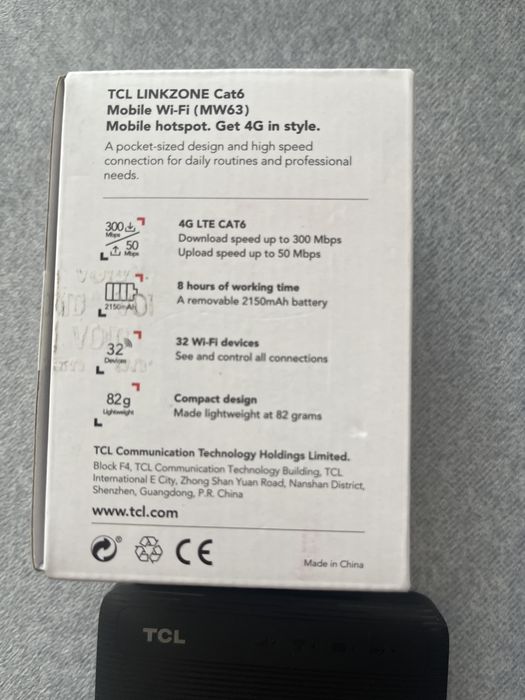 TCL LINKZONE Cat6
Mobile Wi-Fi (MW63)
Mobile hotspot. Get 4G in style.
A pocket-sized design and high speed
connection for daily routines and professional
needs.
300
Mbps
50
Mbps
4G LTE CAT6
Download speed up to 300 Mbps
Upload speed up to 50 Mbps
2150mAh
8 hours of working time
A removable 2150mAh battery
32
Devices
32 Wi-Fi devices
See and control all connections
82g
Lightweight
Compact design
Made lightweight at 82 grams
TCL Communication Technology Holdings Limited.
Block F4, TCL Communication Technology Building, TCL
International E City, Zhong Shan Yuan Road, Nanshan District,
Shenzhen, Guangdong, P.R. China
www.tcl.com
CE
Made in China
TCL